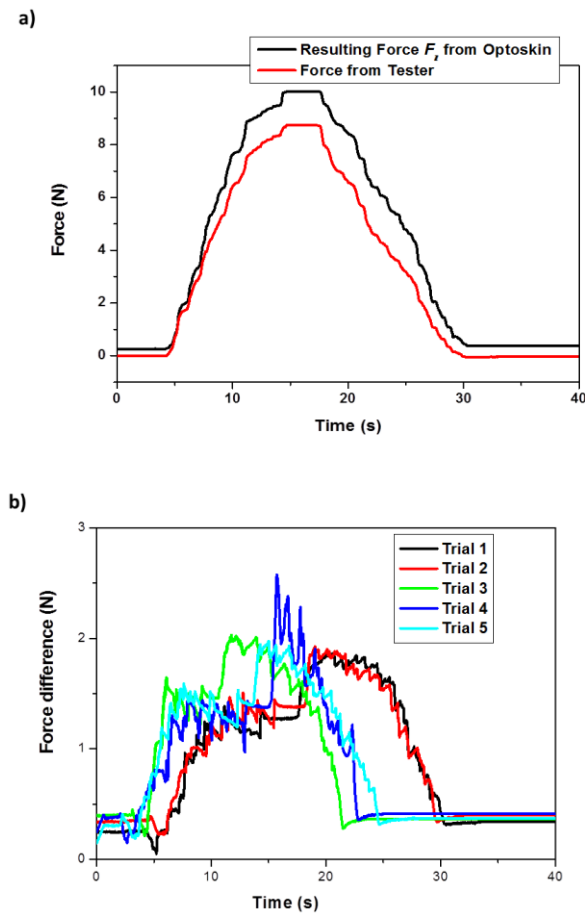 a)
Resulting Force Fz from Optoskin
Force from Tester
10
8
6
4
2
0
Force (N)
0 10 20 30 40
Time (s)
b)
3
2
1
0
Force difference (N)
Trial 1
Trial 2
Trial 3
Trial 4
Trial 5
0 10 20 30 40
Time (s)